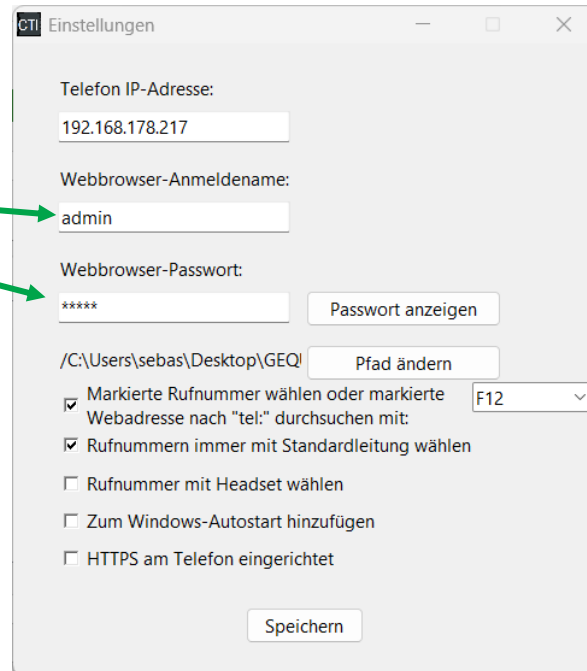 CTI Einstellungen
Telefon IP-Adresse:
192.168.178.217
Webbrowser-Anmeldename:
admin
Webbrowser-Passwort:
*****
Passwort anzeigen
/C:\Users\sebas\Desktop\GEQ
Pfad ändern
Markierte Rufnummer wählen oder markierte
Webadresse nach "tel:" durchsuchen mit:
F12
Rufnummern immer mit Standardleitung wählen
Rufnummer mit Headset wählen
Zum Windows-Autostart hinzufügen
HTTPS am Telefon eingerichtet
Speichern